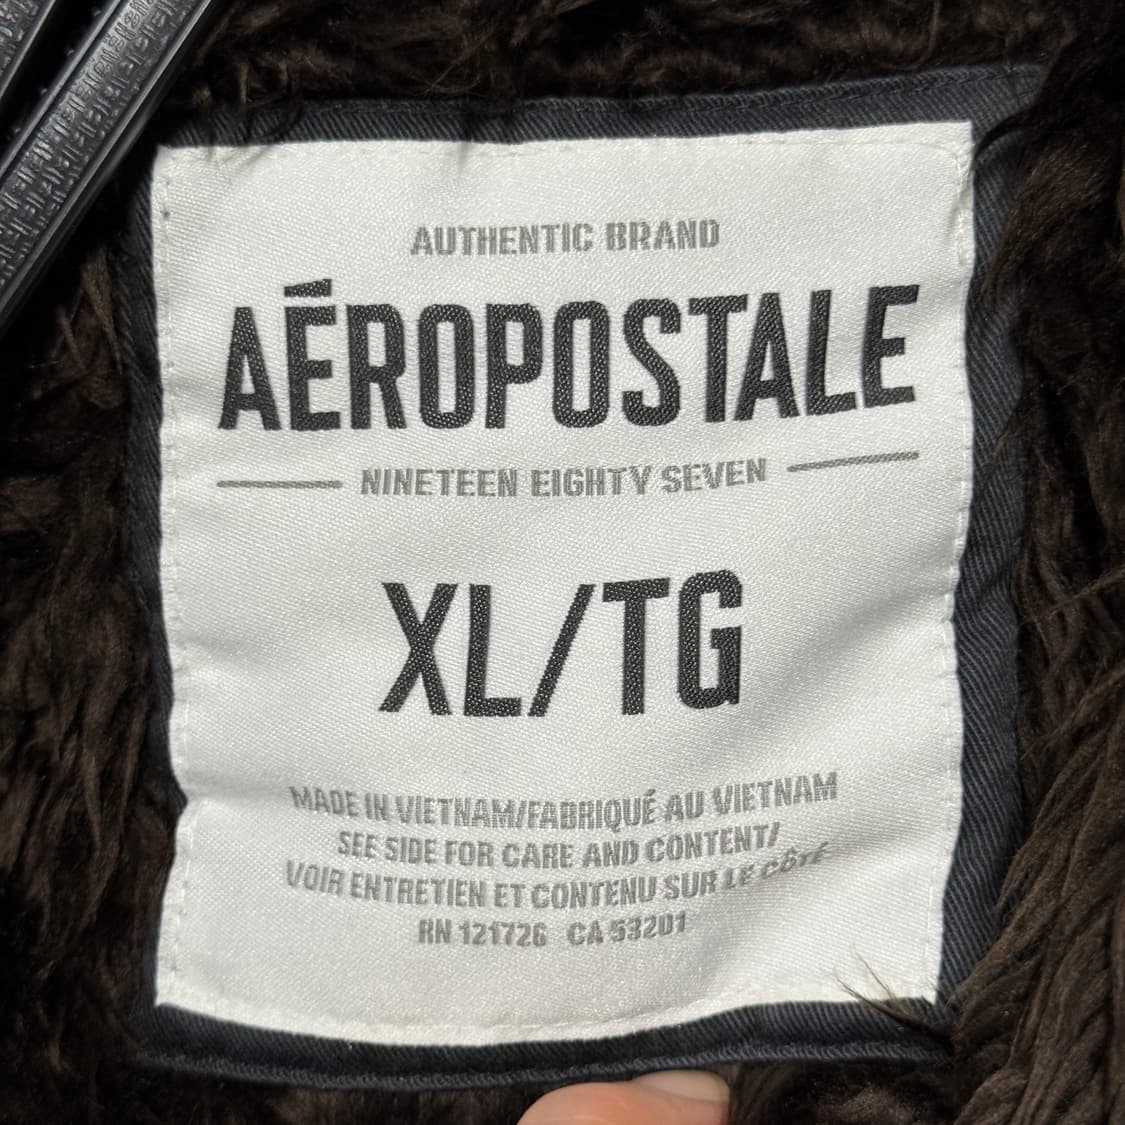 AUTHENTIC BRAND
AÉROPOSTALE
NINETEEN EIGHTY SEVEN
XL/TG
MADE IN VIETNAM/FABRIQUÉ AU VIETNAM
SEE SIDE FOR CARE AND CONTENT/
VOIR ENTRETIEN ET CONTENU SUR LE CÔTÉ
RN 121726 CA 53201